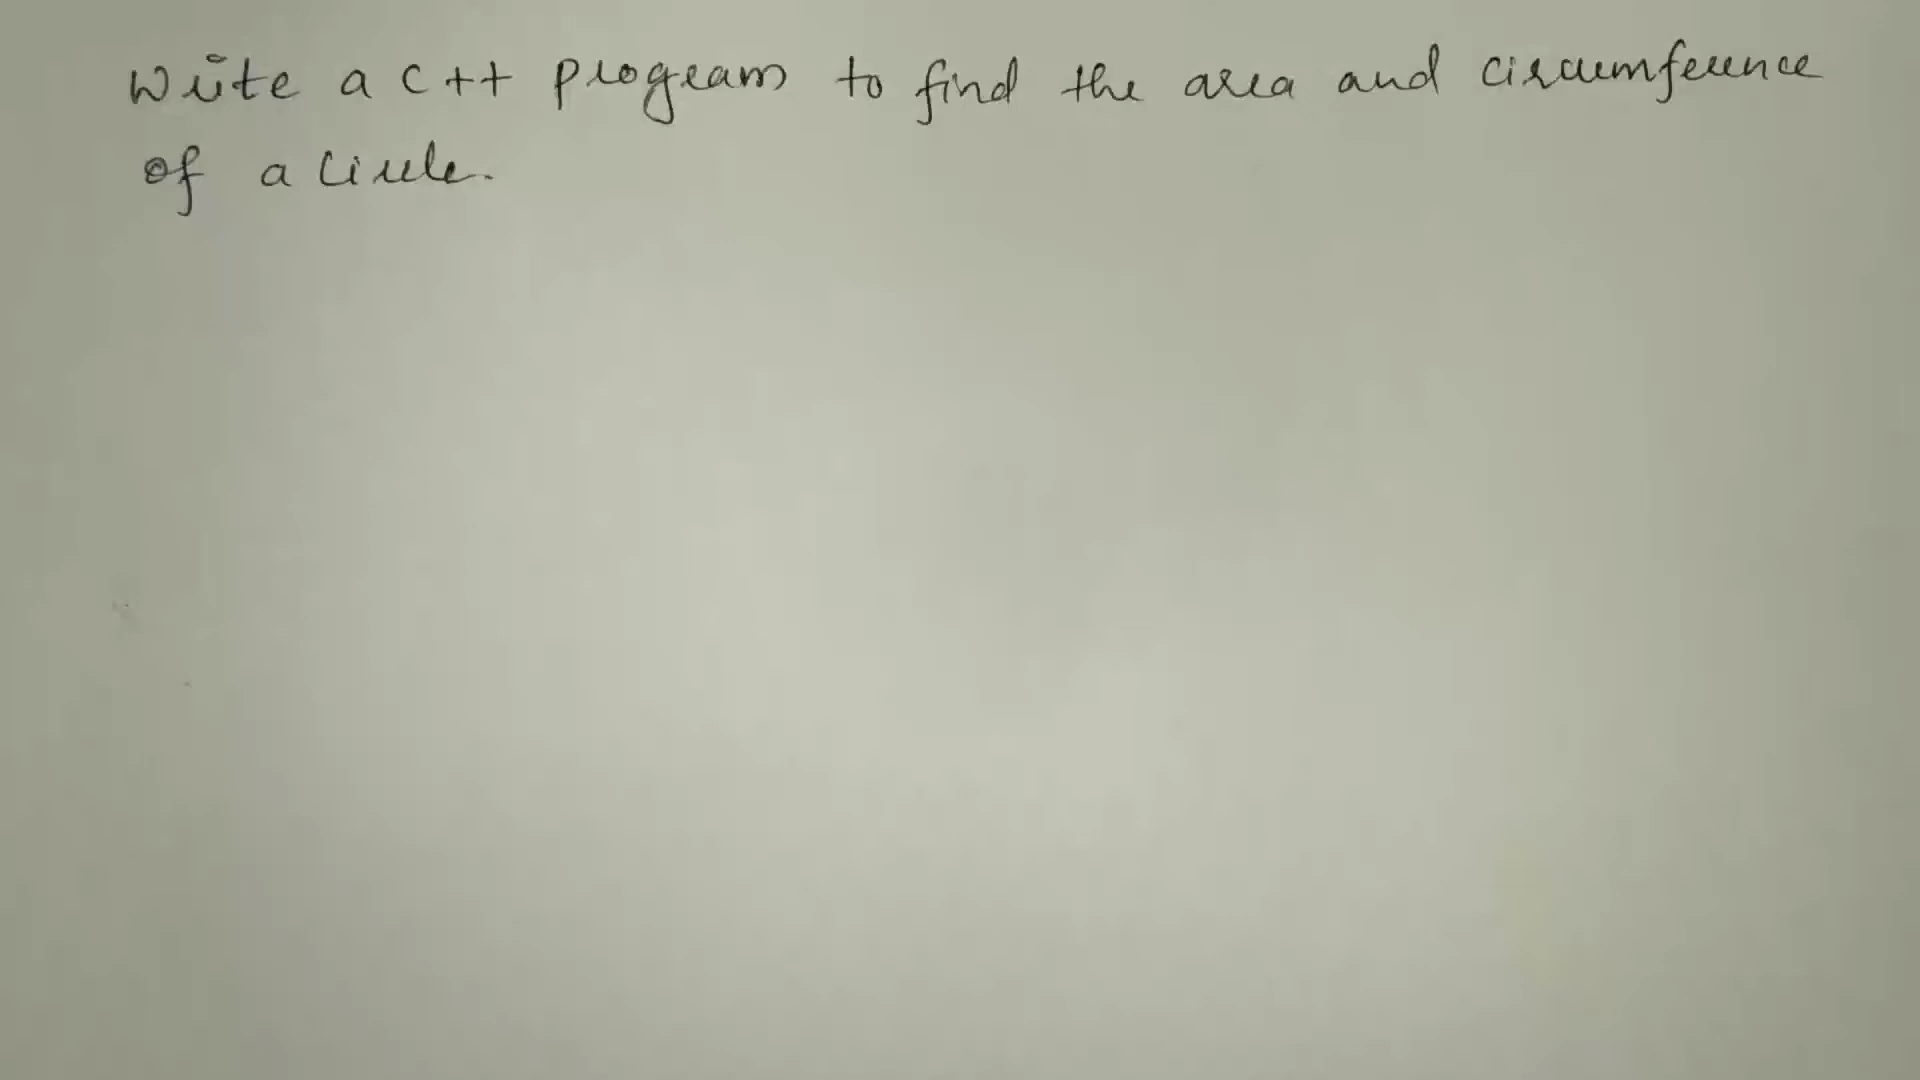 Write a C++ program to find the area and circumference
of a Circle.